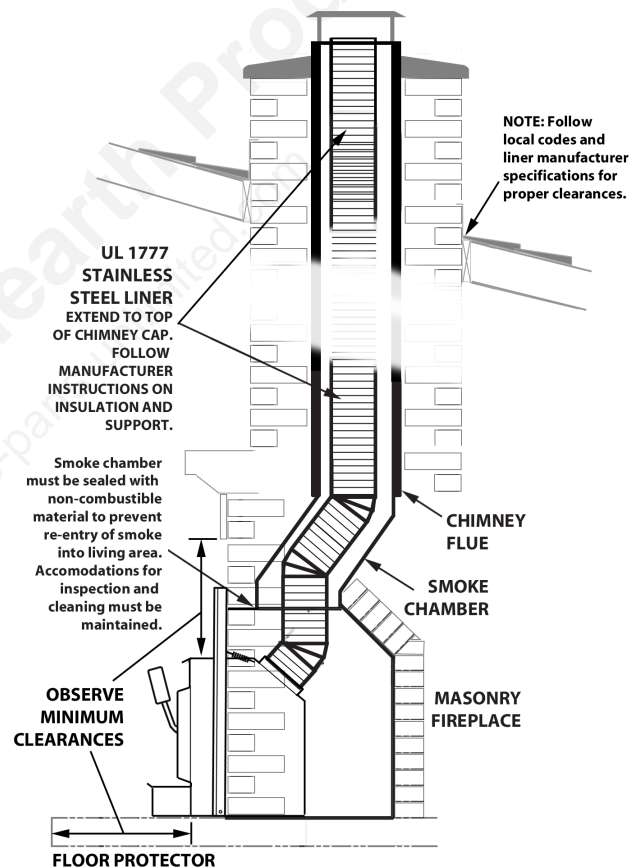 NOTE: Follow
local codes and
liner manufacturer
specifications for
proper clearances.
UL 1777
STAINLESS
STEEL LINER
EXTEND TO TOP
OF CHIMNEY CAP.
FOLLOW
MANUFACTURER
INSTRUCTIONS ON
INSULATION AND
SUPPORT.
Smoke chamber
must be sealed with
non-combustible
material to prevent
re-entry of smoke
into living area.
Accomodations for
inspection and
cleaning must be
maintained.
CHIMNEY
FLUE
SMOKE
CHAMBER
MASONRY
FIREPLACE
OBSERVE
MINIMUM
CLEARANCES
FLOOR PROTECTOR